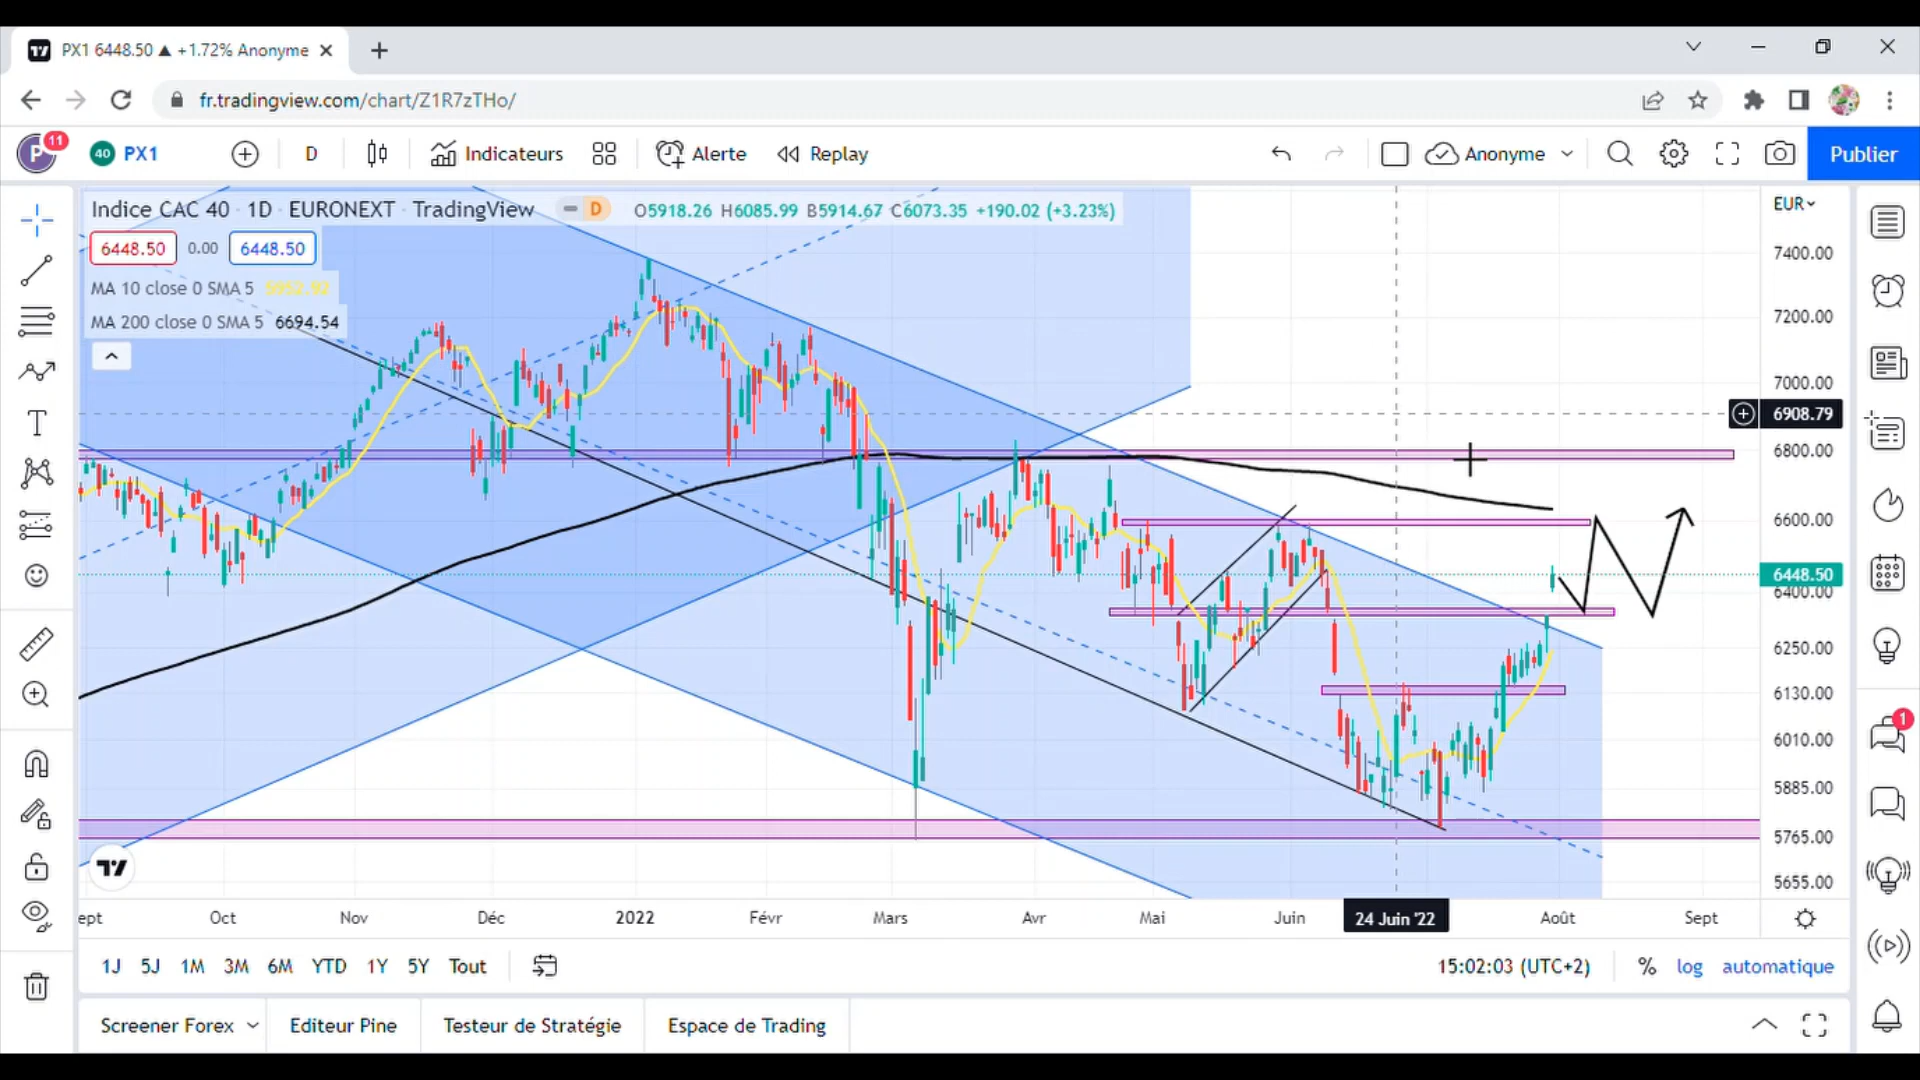 PX1 6448.50 ▲ +1.72% Anonyme
fr.tradingview.com/chart/Z1R7zTHo/
P 11
40 PX1 D Indicateurs Alerte Replay Anonyme Publier
Indice CAC 40 · 1D · EURONEXT · TradingView D O5918.26 H6085.99 B5914.67 C6073.35 +190.02 (+3.23%)
EUR
6448.50 0.00 6448.50
MA 10 close 0 SMA 5 5952.92
MA 200 close 0 SMA 5 6694.54
7400.00
7200.00
7000.00
6908.79
6800.00
6600.00
6448.50
6400.00
6250.00
6130.00
6010.00
5885.00
5765.00
5655.00
1
ept Oct Nov Déc 2022 Févr Mars Avr Mai Juin 24 Juin '22 Août Sept
1J 5J 1M 3M 6M YTD 1Y 5Y Tout 15:02:03 (UTC+2) % log automatique
Screener Forex Editeur Pine Testeur de Stratégie Espace de Trading